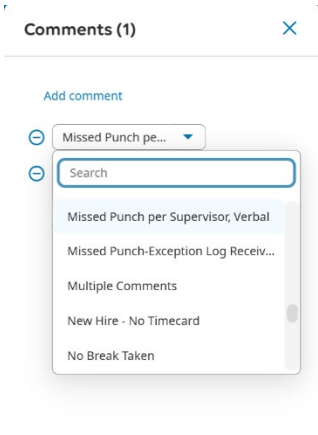 Comments (1)
Add comment
Missed Punch pe...
Search
Missed Punch per Supervisor, Verbal
Missed Punch-Exception Log Receiv...
Multiple Comments
New Hire - No Timecard
No Break Taken